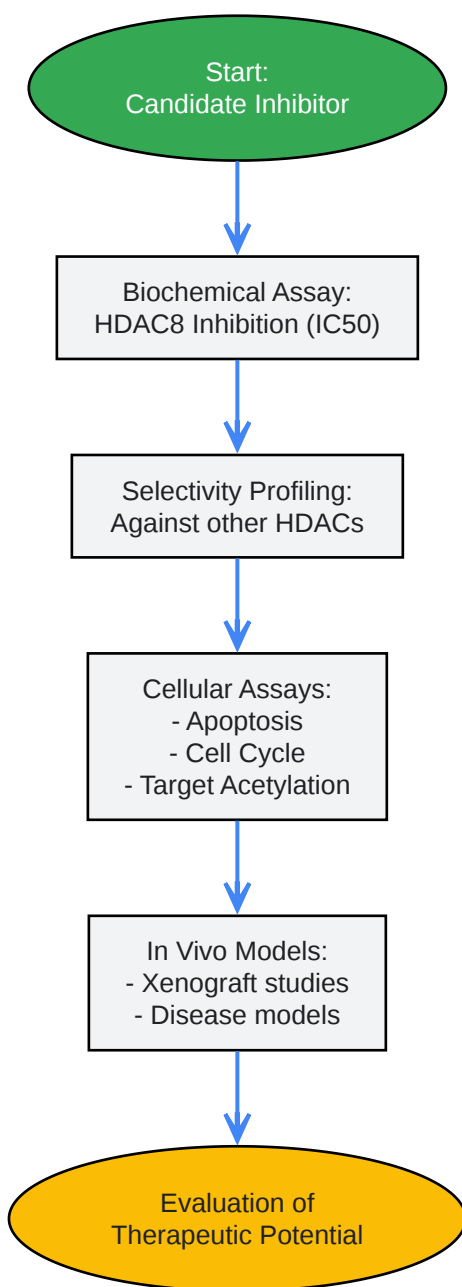 Start:
Candidate Inhibitor
Biochemical Assay:
HDAC8 Inhibition (IC50)
Selectivity Profiling:
Against other HDACs
Cellular Assays:
- Apoptosis
- Cell Cycle
- Target Acetylation
In Vivo Models:
- Xenograft studies
- Disease models
Evaluation of
Therapeutic Potential